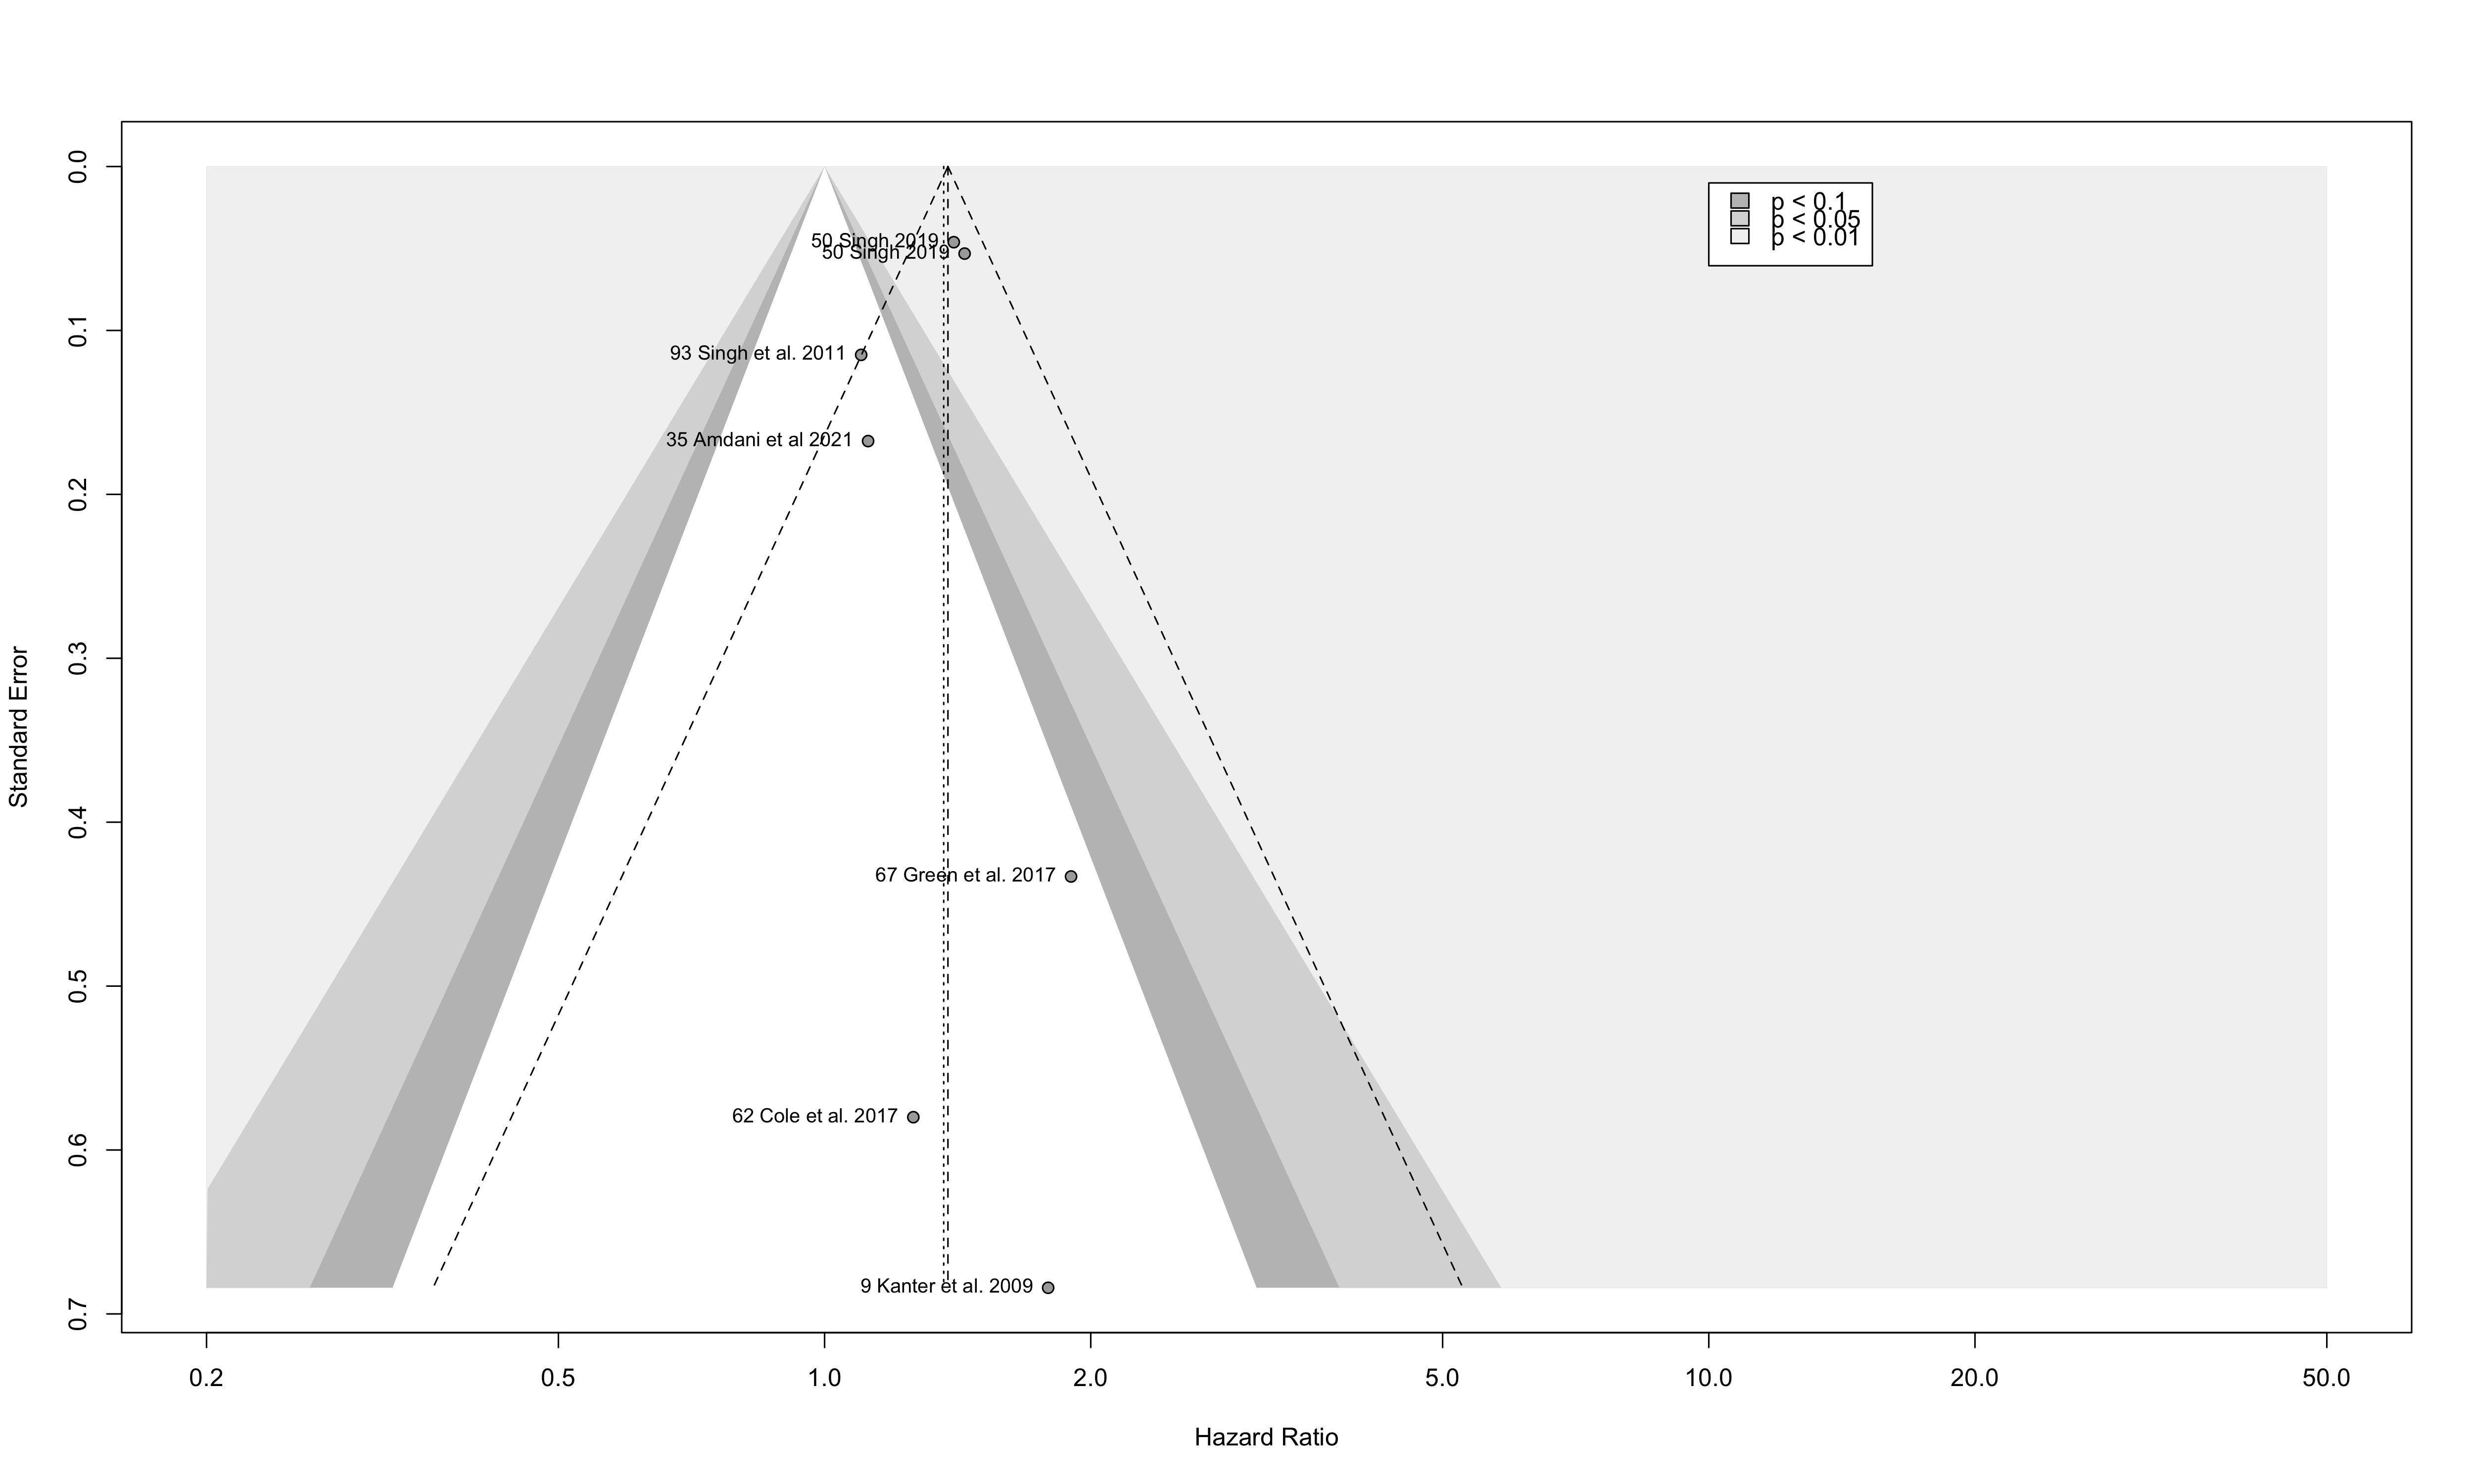 p < 0.1
p < 0.05
p < 0.01
50 Singh 2019
50 Singh 2019
93 Singh et al. 2011
35 Amdani et al 2021
67 Green et al. 2017
62 Cole et al. 2017
9 Kanter et al. 2009
Standard Error
0.0
0.1
0.2
0.3
0.4
0.5
0.6
0.7
0.2
0.5
1.0
2.0
5.0
10.0
20.0
50.0
Hazard Ratio